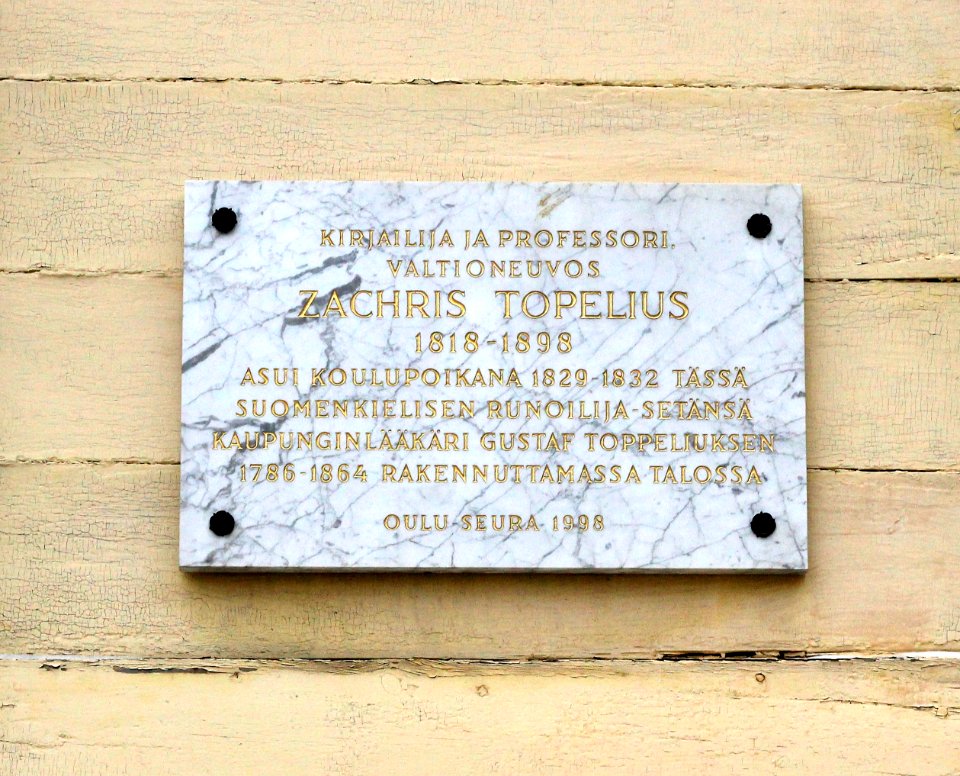 KIRJAILIJA JA PROFESSORI,
VALTIONEUVOS
ZACHRIS TOPELIUS
1818-1898
ASUI KOULUPOIKANA 1829-1832 TÄSSÄ
SUOMENKIELISEN RUNOILIJA-SETÄNSÄ
KAUPUNGINLÄÄKÄRI GUSTAF TOPPELIUKSEN
1786-1864 RAKENNUTTAMASSA TALOSSA
OULU-SEURA 1998